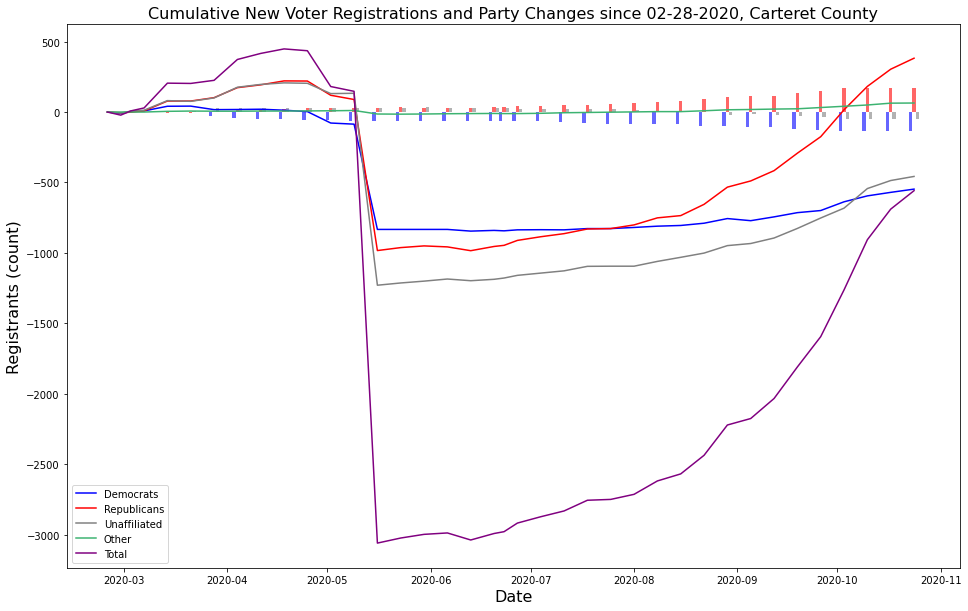 Cumulative New Voter Registrations and Party Changes since 02-28-2020, Carteret County
Registrants (count)
500
0
−500
−1000
−1500
−2000
−2500
−3000
Democrats
Republicans
Unaffiliated
Other
Total
2020-03
2020-04
2020-05
2020-06
2020-07
2020-08
2020-09
2020-10
2020-11
Date